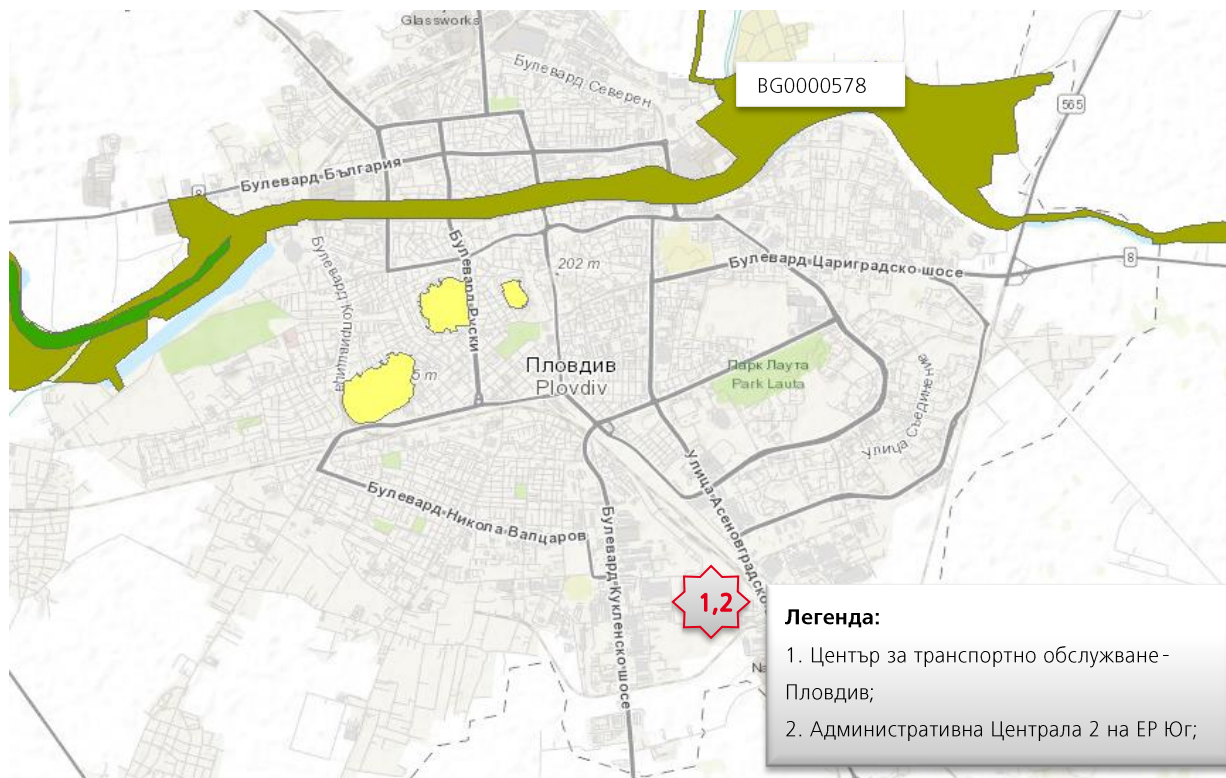 Glassworks
Булевард Северен
BG0000578
565
Булевард България
8
Булевард Руски
202 m
Булевард Цариградско шосе
8
Булевард Копривщица
5 m
Пловдив
Plovdiv
Парк Лаута
Park Lauta
Улица Съединение
Булевард Никола Вапцаров
Улица Асеновградско
Булевард Кукленско шосе
1,2
Легенда:
1. Център за транспортно обслужване-
Пловдив;
2. Административна Централа 2 на ЕР Юг;